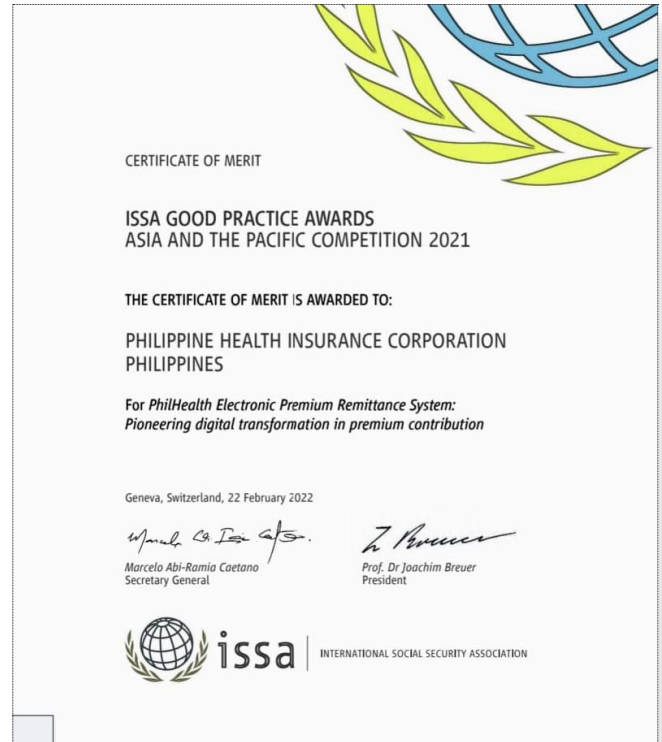 CERTIFICATE OF MERIT
ISSA GOOD PRACTICE AWARDS
ASIA AND THE PACIFIC COMPETITION 2021
THE CERTIFICATE OF MERIT IS AWARDED TO:
PHILIPPINE HEALTH INSURANCE CORPORATION
PHILIPPINES
For PhilHealth Electronic Premium Remittance System:
Pioneering digital transformation in premium contribution
Geneva, Switzerland, 22 February 2022
Marcelo Abi-Ramia Caetano
Secretary General
Prof. Dr Joachim Breuer
President
issa
INTERNATIONAL SOCIAL SECURITY ASSOCIATION